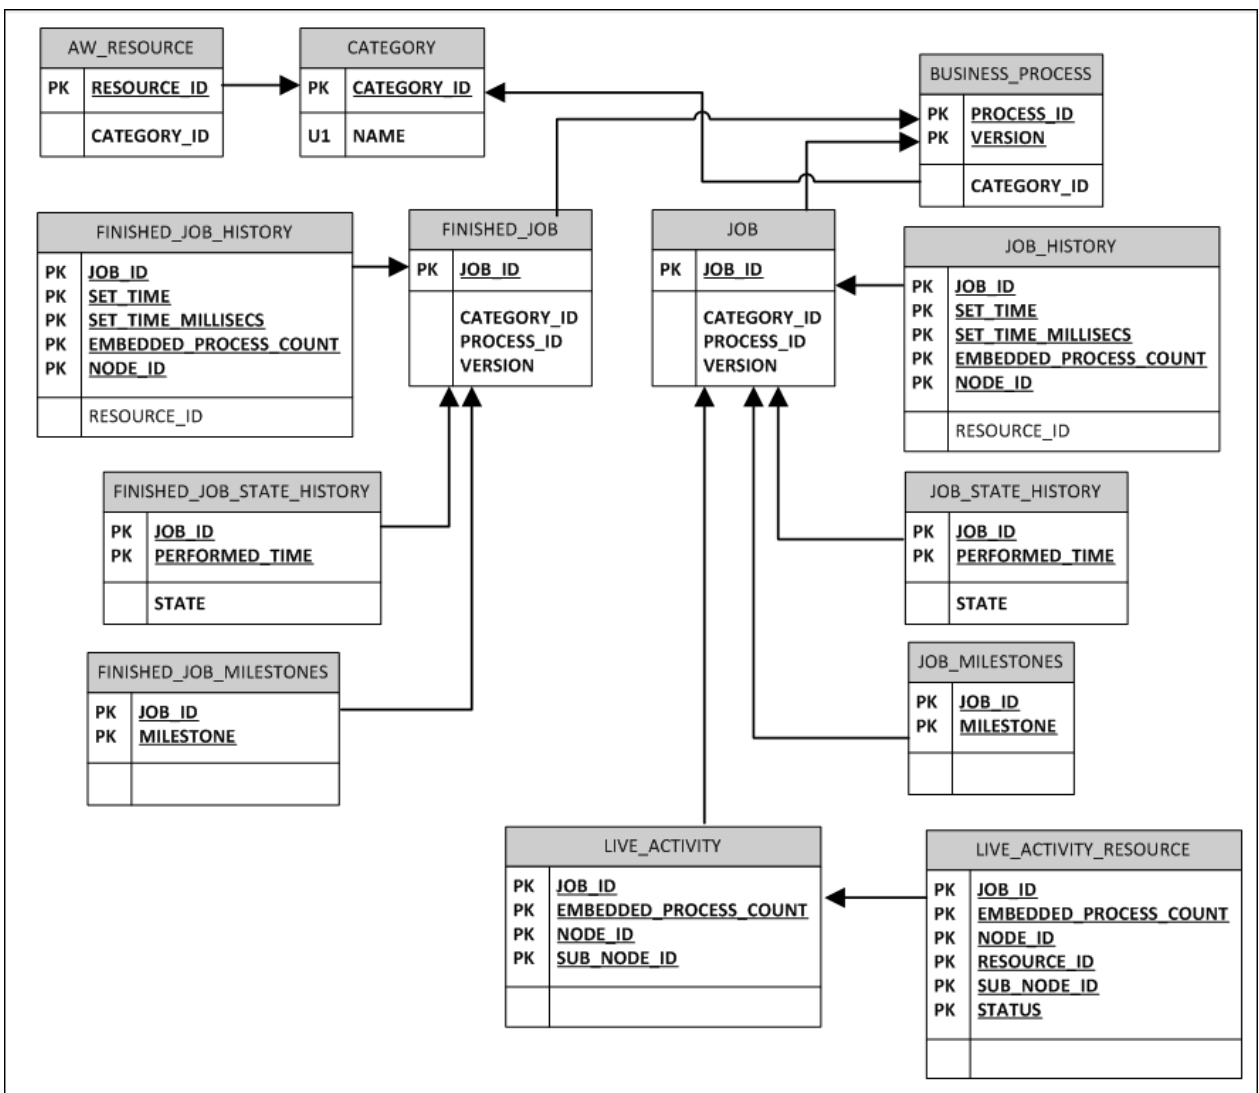 AW_RESOURCE
PK RESOURCE_ID
CATEGORY_ID
CATEGORY
PK CATEGORY_ID
U1 NAME
BUSINESS_PROCESS
PK PROCESS_ID
PK VERSION
CATEGORY_ID
FINISHED_JOB_HISTORY
PK JOB_ID
PK SET_TIME
PK SET_TIME_MILLISECS
PK EMBEDDED_PROCESS_COUNT
PK NODE_ID
RESOURCE_ID
FINISHED_JOB
PK JOB_ID
CATEGORY_ID
PROCESS_ID
VERSION
JOB
PK JOB_ID
CATEGORY_ID
PROCESS_ID
VERSION
JOB_HISTORY
PK JOB_ID
PK SET_TIME
PK SET_TIME_MILLISECS
PK EMBEDDED_PROCESS_COUNT
PK NODE_ID
RESOURCE_ID
FINISHED_JOB_STATE_HISTORY
PK JOB_ID
PK PERFORMED_TIME
STATE
JOB_STATE_HISTORY
PK JOB_ID
PK PERFORMED_TIME
STATE
FINISHED_JOB_MILESTONES
PK JOB_ID
PK MILESTONE
JOB_MILESTONES
PK JOB_ID
PK MILESTONE
LIVE_ACTIVITY
PK JOB_ID
PK EMBEDDED_PROCESS_COUNT
PK NODE_ID
PK SUB_NODE_ID
LIVE_ACTIVITY_RESOURCE
PK JOB_ID
PK EMBEDDED_PROCESS_COUNT
PK NODE_ID
PK RESOURCE_ID
PK SUB_NODE_ID
PK STATUS